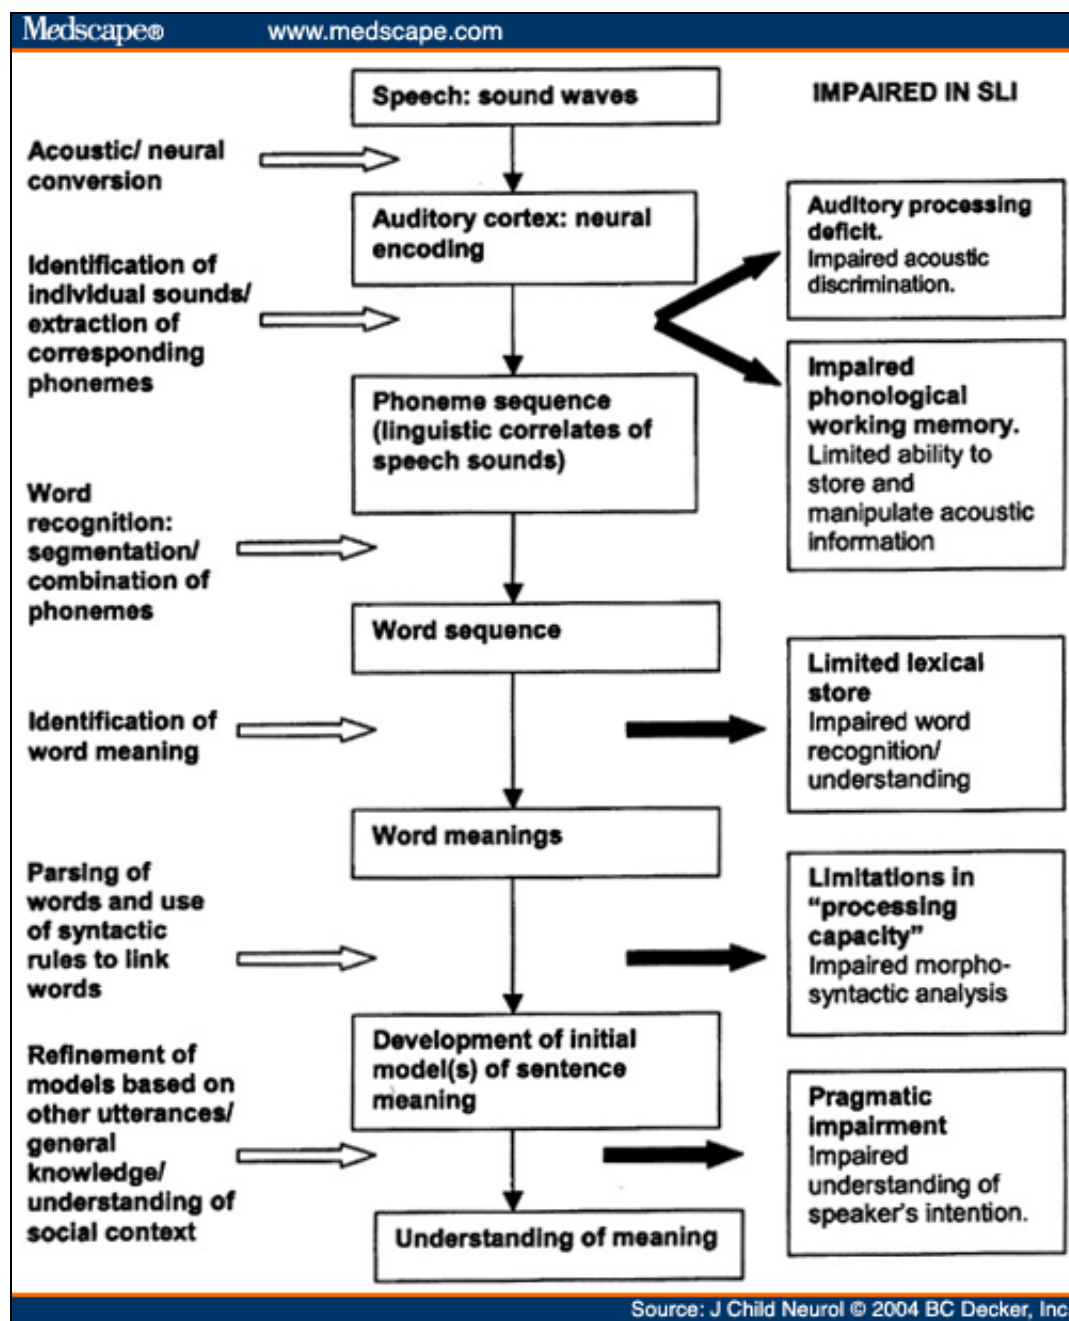 Medscape® www.medscape.com
Speech: sound waves
IMPAIRED IN SLI
Acoustic/ neural
conversion
Auditory cortex: neural
encoding
Auditory processing
deficit.
Impaired acoustic
discrimination.
Identification of
individual sounds/
extraction of
corresponding
phonemes
Impaired
phonological
working memory.
Limited ability to
store and
manipulate acoustic
information
Phoneme sequence
(linguistic correlates of
speech sounds)
Word
recognition:
segmentation/
combination of
phonemes
Word sequence
Limited lexical
store
Impaired word
recognition/
understanding
Identification of
word meaning
Word meanings
Limitations in
"processing
capacity"
Impaired morpho-
syntactic analysis
Parsing of
words and use
of syntactic
rules to link
words
Development of initial
model(s) of sentence
meaning
Refinement of
models based on
other utterances/
general
knowledge/
understanding of
social context
Pragmatic
impairment
Impaired
understanding of
speaker's intention.
Understanding of meaning
Source: J Child Neurol © 2004 BC Decker, Inc